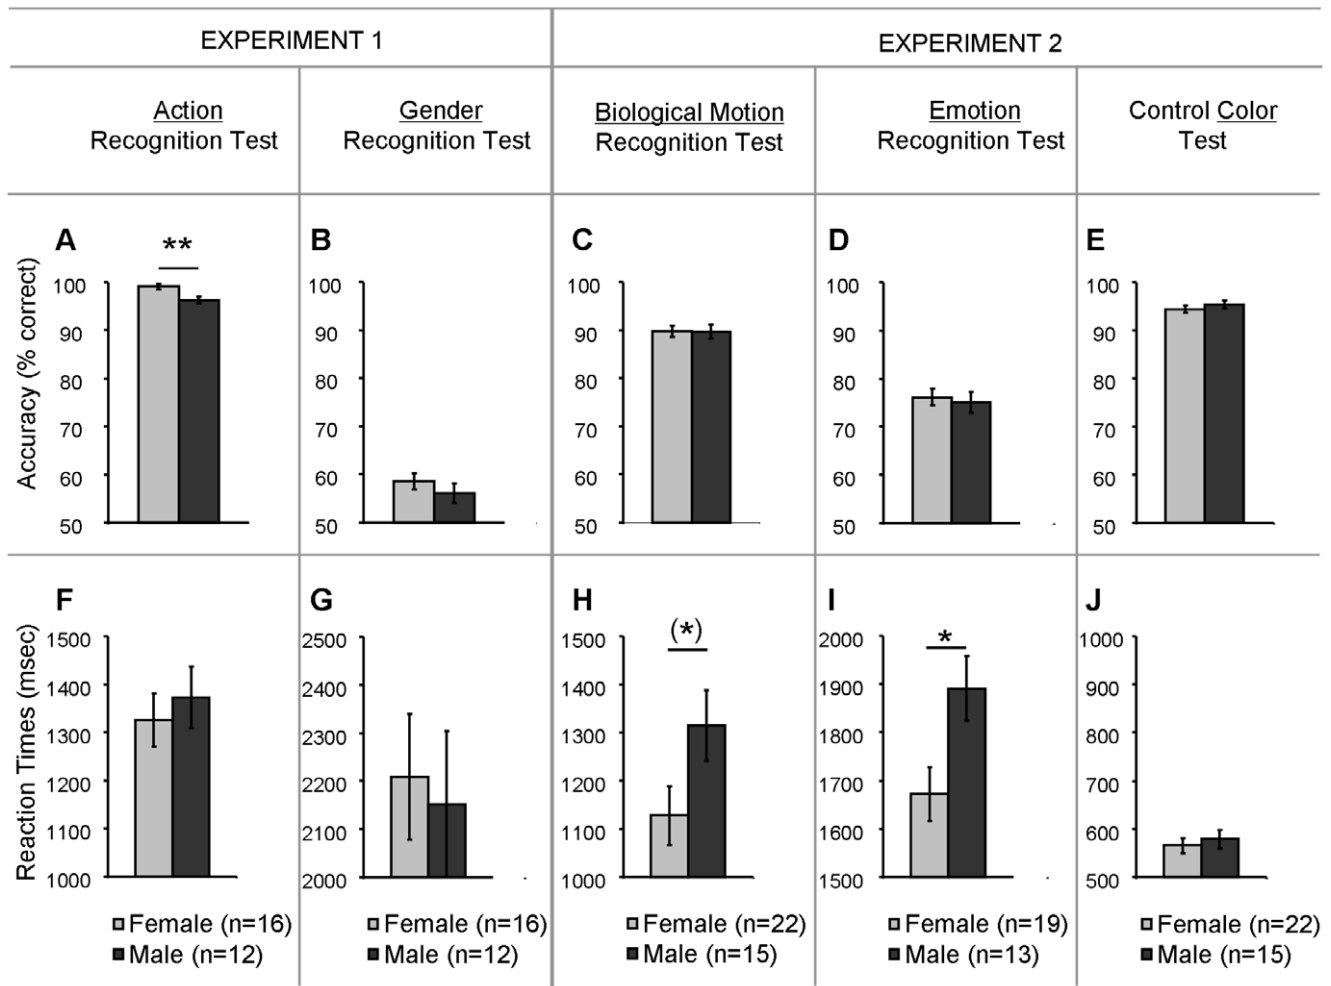 EXPERIMENT 1
EXPERIMENT 2
Action
Recognition Test
Gender
Recognition Test
Biological Motion
Recognition Test
Emotion
Recognition Test
Control Color
Test
Accuracy (% correct)
A
**
100
90
80
70
60
50
B
100
90
80
70
60
50
C
100
90
80
70
60
50
D
100
90
80
70
60
50
E
100
90
80
70
60
50
Reaction Times (msec)
F
1500
1400
1300
1200
1100
1000
Female (n=16)
Male (n=12)
G
2500
2400
2300
2200
2100
2000
Female (n=16)
Male (n=12)
H
(*)
1500
1400
1300
1200
1100
1000
Female (n=22)
Male (n=15)
I
*
2000
1900
1800
1700
1600
1500
Female (n=19)
Male (n=13)
J
1000
900
800
700
600
500
Female (n=22)
Male (n=15)